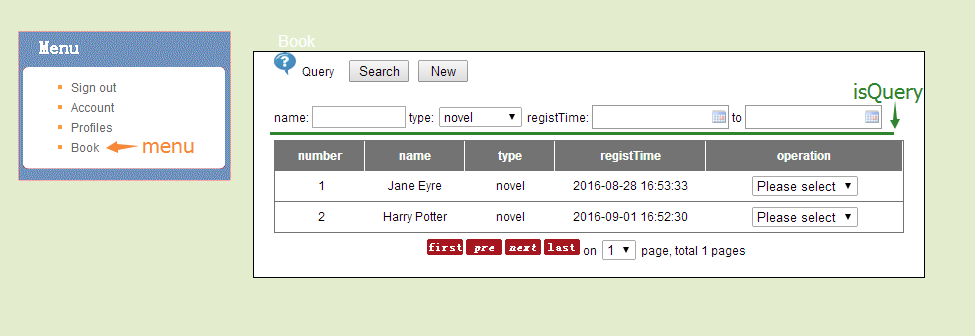 Menu
Sign out
Account
Profiles
Book
menu
Book
Query Search New
isQuery
name: type: novel registTime: to
number name type registTime operation
1 Jane Eyre novel 2016-08-28 16:53:33 Please select
2 Harry Potter novel 2016-09-01 16:52:30 Please select
first pre next last on 1 page, total 1 pages